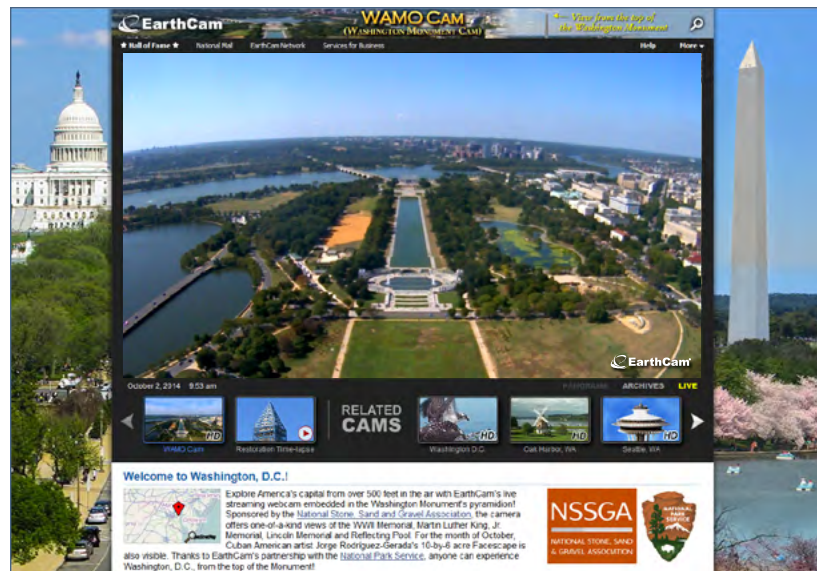 EarthCam
WAMO CAM
(WASHINGTON MONUMENT CAM)
View from the top of
the Washington Monument
★ Hall of Fame ★ National Mall EarthCam Network Services for Business Help More
EarthCam
October 2, 2014 9:53 am PANORAMA ARCHIVES LIVE
HD
RELATED
CAMS
HD HD HD
WAMO Cam Restoration Time-lapse Washington D.C. Oak Harbor, WA Seattle, WA
Welcome to Washington, D.C.!
Explore America's capital from over 500 feet in the air with EarthCam's live
streaming webcam embedded in the Washington Monument's pyramidion!
Sponsored by the National Stone, Sand and Gravel Association, the camera
offers one-of-a-kind views of the WWII Memorial, Martin Luther King, Jr.
Memorial, Lincoln Memorial and Reflecting Pool. For the month of October,
Cuban American artist Jorge Rodríguez-Gerada's 10-by-6 acre Facescape is
also visible. Thanks to EarthCam's partnership with the National Park Service, anyone can experience
Washington, D.C., from the top of the Monument!
NSSGA
NATIONAL STONE, SAND
& GRAVEL ASSOCIATION
NATIONAL
PARK
SERVICE